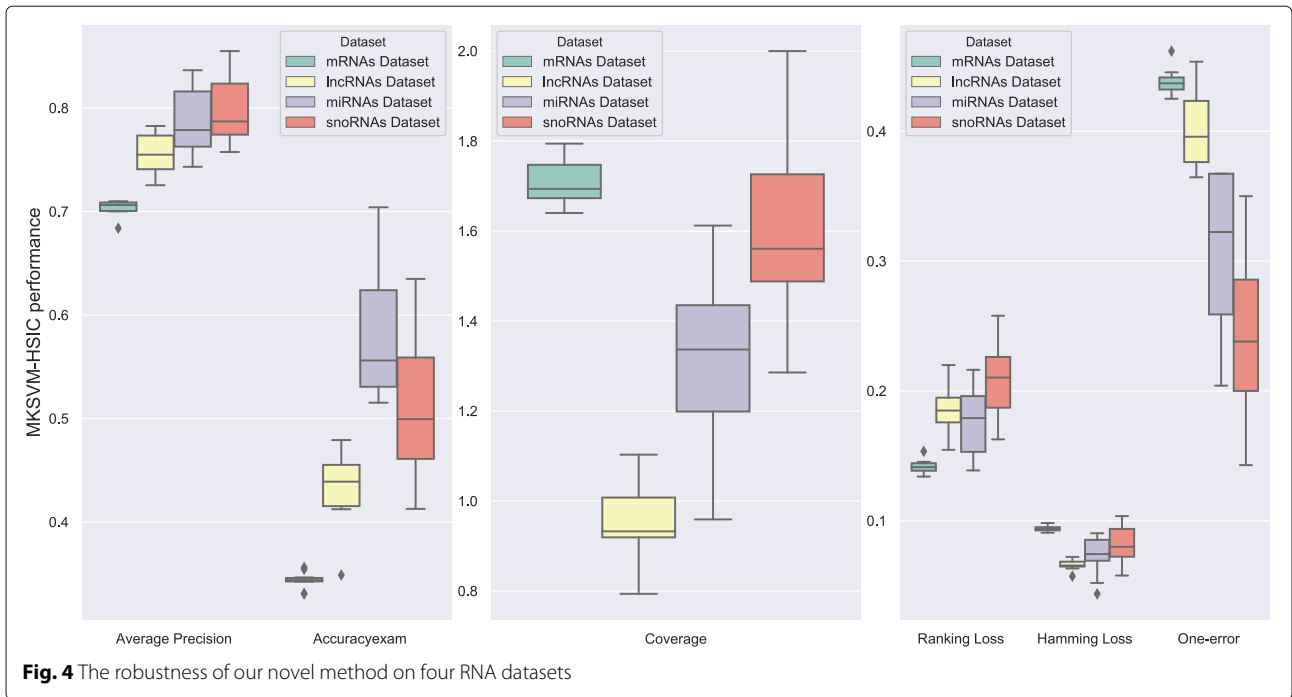 MKSVM-HSIC performance
0.8
0.7
0.6
0.5
0.4
Dataset
mRNAs Dataset
lncRNAs Dataset
miRNAs Dataset
snoRNAs Dataset
Average Precision
Accuracyexam
2.0
1.8
1.6
1.4
1.2
1.0
0.8
Dataset
mRNAs Dataset
lncRNAs Dataset
miRNAs Dataset
snoRNAs Dataset
Coverage
0.4
0.3
0.2
0.1
Dataset
mRNAs Dataset
lncRNAs Dataset
miRNAs Dataset
snoRNAs Dataset
Ranking Loss
Hamming Loss
One-error
Fig. 4 The robustness of our novel method on four RNA datasets